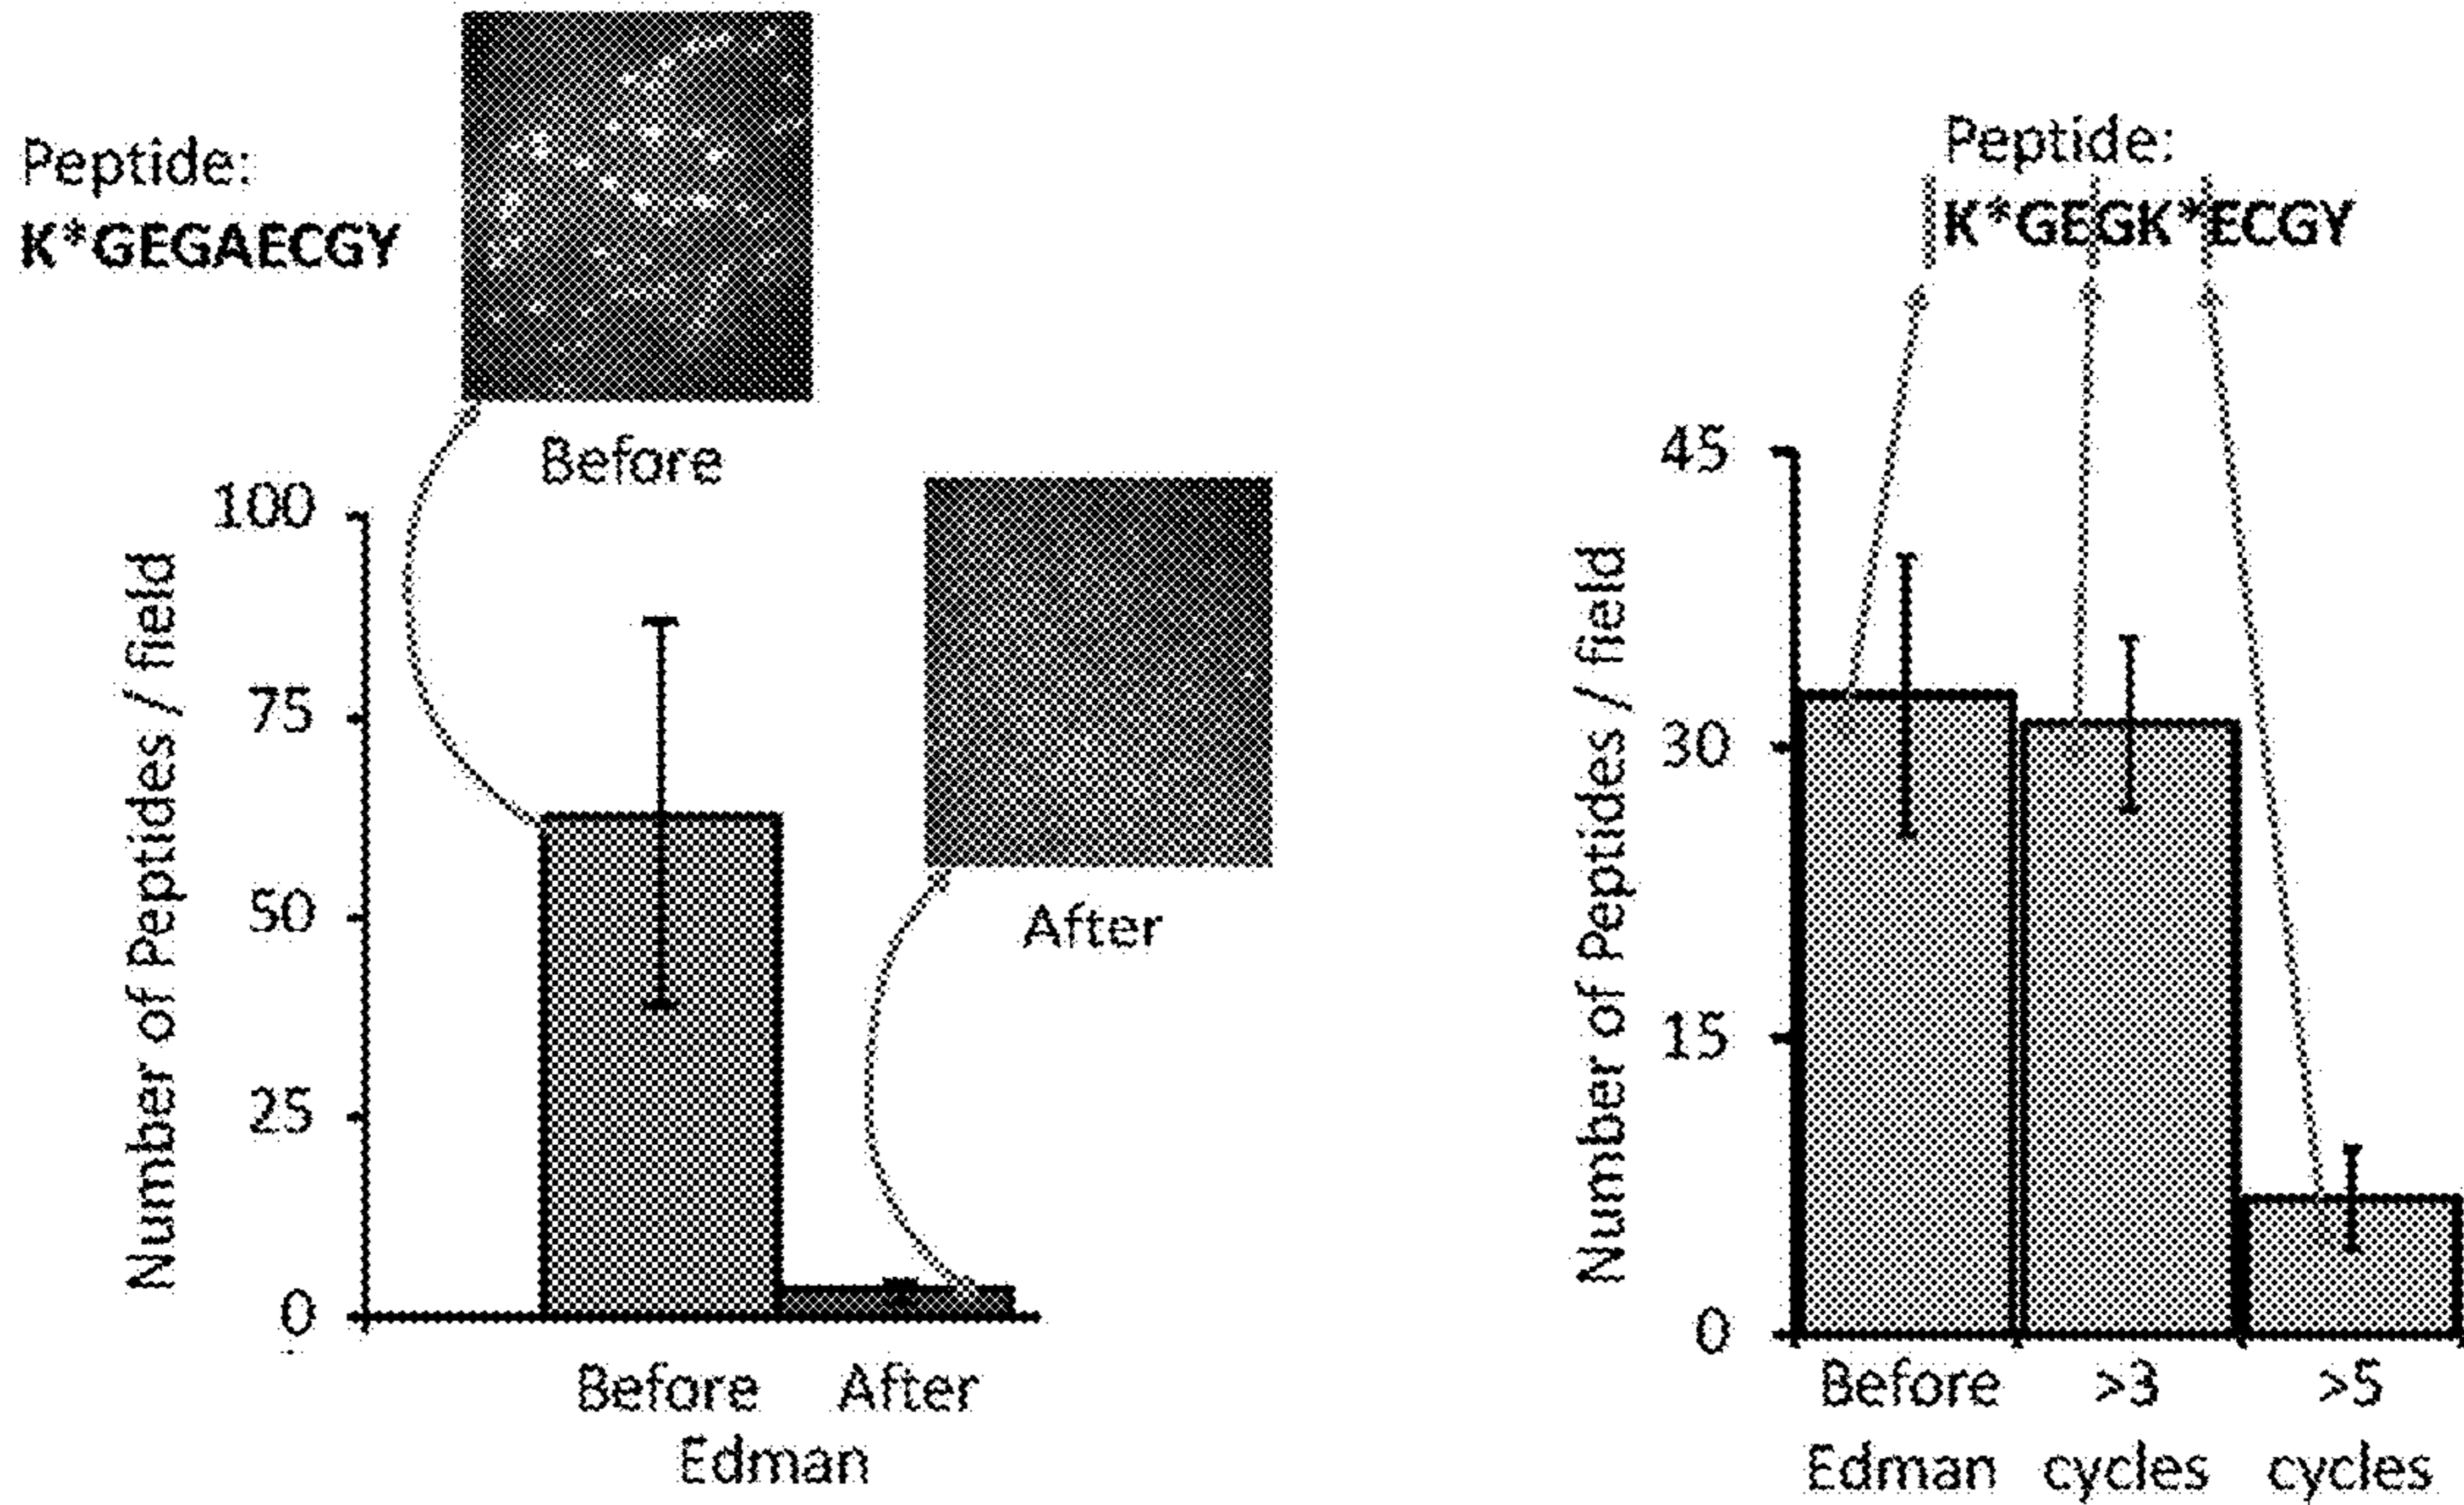 Peptide:
K*GEGAECGY
Before
After
Number of Peptides / field
100
75
50
25
0
Before After
Edman
Peptide:
K*GEGK*ECGY
Number of Peptides / field
45
30
15
0
Before >3 >5
Edman cycles cycles